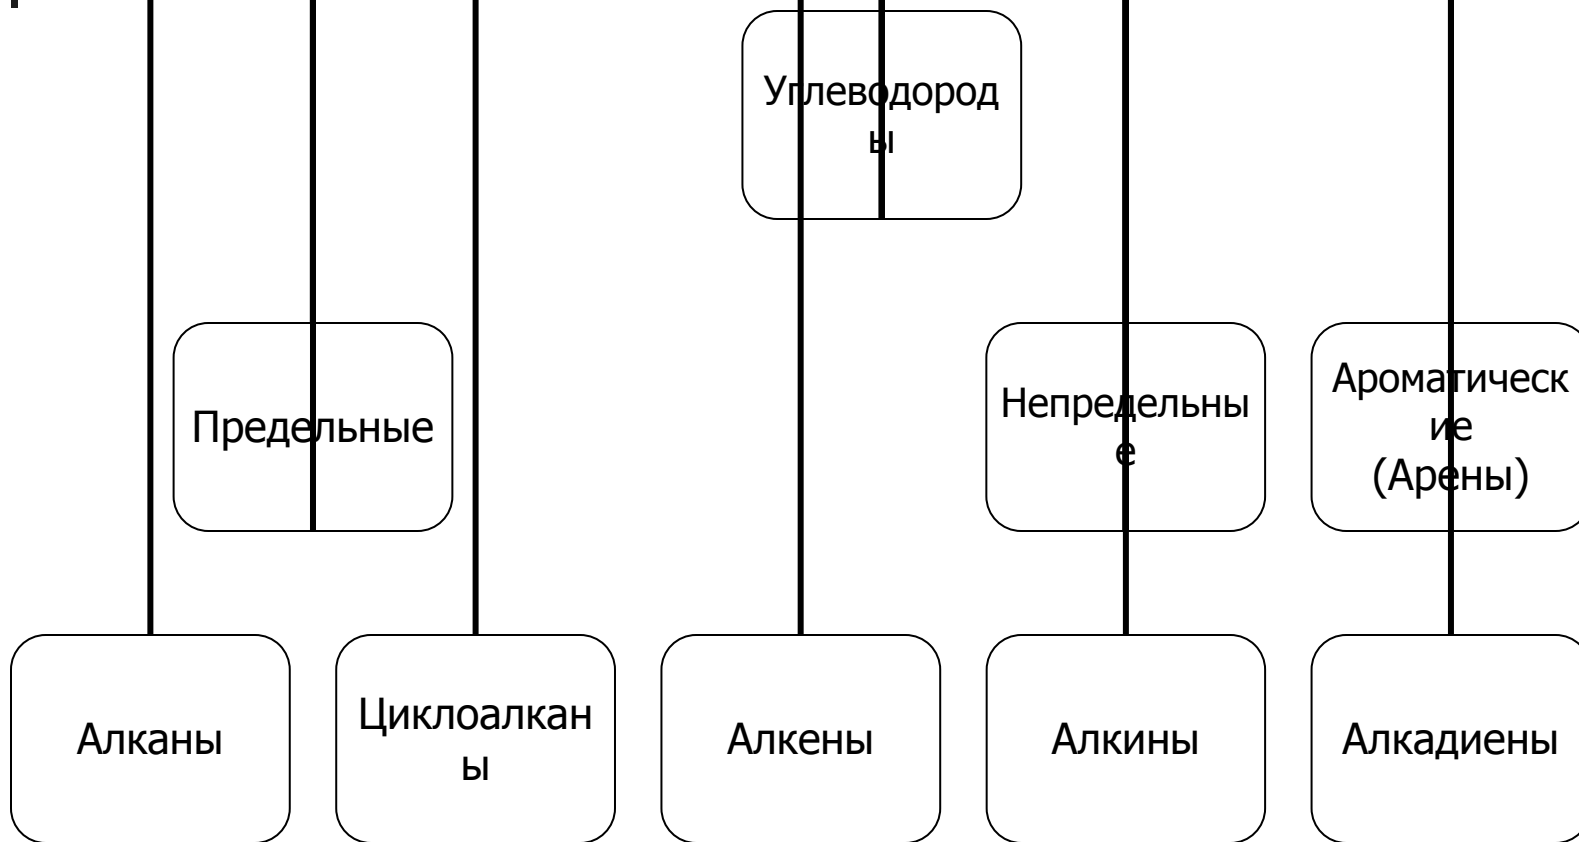 Углеводород
ы
Предельные
Непредельны
е
Ароматическ
ие
(Арены)
Алканы
Циклоалкан
ы
Алкены
Алкины
Алкадиены